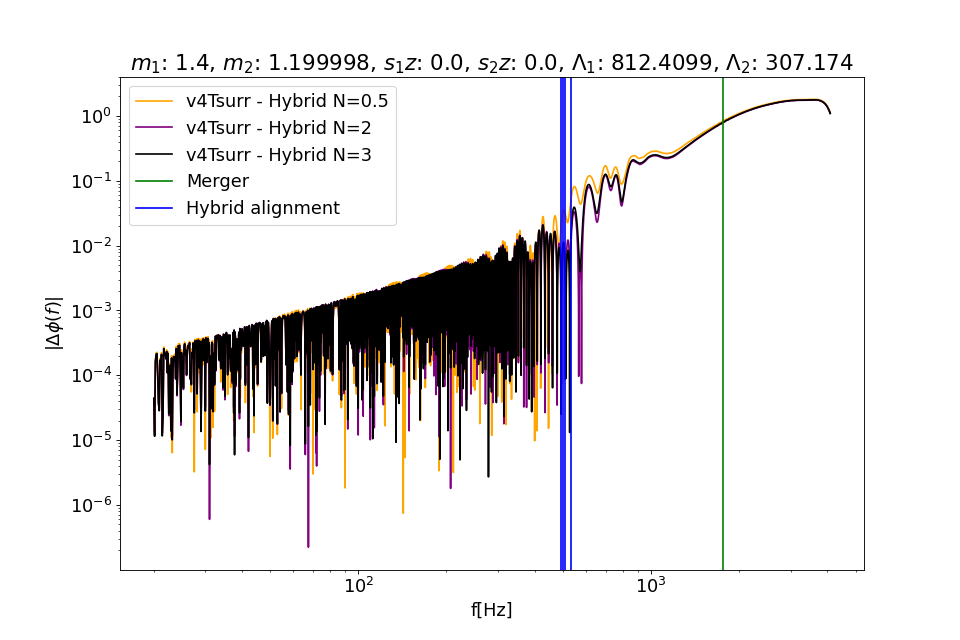 m₁: 1.4, m₂: 1.199998, s₁z: 0.0, s₂z: 0.0, Λ₁: 812.4099, Λ₂: 307.174
v4Tsurr - Hybrid N=0.5
v4Tsurr - Hybrid N=2
v4Tsurr - Hybrid N=3
Merger
Hybrid alignment
10⁰
10⁻¹
10⁻²
10⁻³
10⁻⁴
10⁻⁵
10⁻⁶
|Δϕ(f)|
10² 10³
f[Hz]